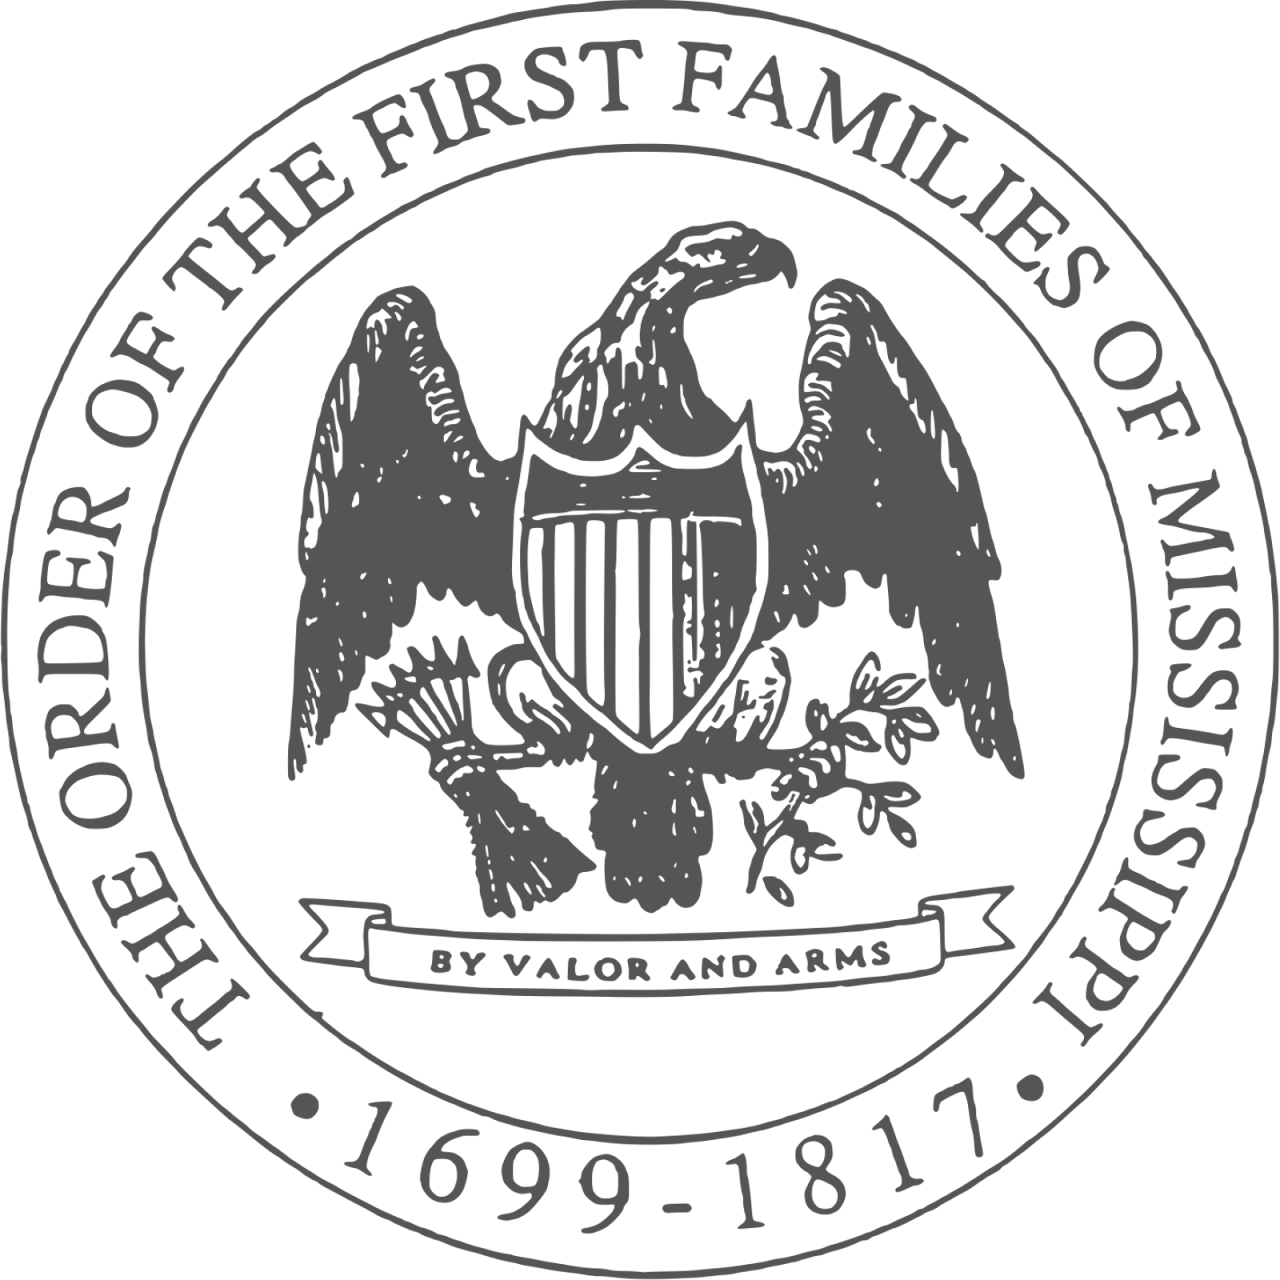 THE ORDER OF THE FIRST FAMILIES OF MISSISSIPPI
BY VALOR AND ARMS
• 1699-1817 •